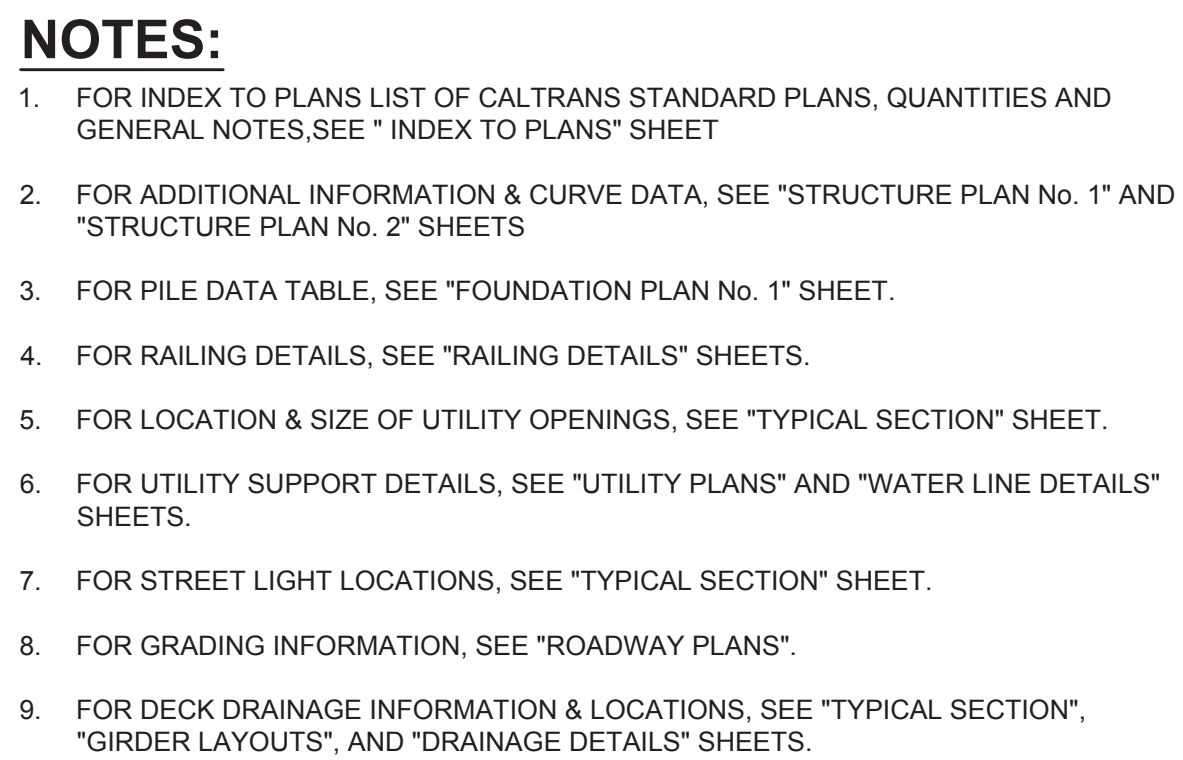 NOTES:
1. FOR INDEX TO PLANS LIST OF CALTRANS STANDARD PLANS, QUANTITIES AND
GENERAL NOTES,SEE " INDEX TO PLANS" SHEET
2. FOR ADDITIONAL INFORMATION & CURVE DATA, SEE "STRUCTURE PLAN No. 1" AND
"STRUCTURE PLAN No. 2" SHEETS
3. FOR PILE DATA TABLE, SEE "FOUNDATION PLAN No. 1" SHEET.
4. FOR RAILING DETAILS, SEE "RAILING DETAILS" SHEETS.
5. FOR LOCATION & SIZE OF UTILITY OPENINGS, SEE "TYPICAL SECTION" SHEET.
6. FOR UTILITY SUPPORT DETAILS, SEE "UTILITY PLANS" AND "WATER LINE DETAILS"
SHEETS.
7. FOR STREET LIGHT LOCATIONS, SEE "TYPICAL SECTION" SHEET.
8. FOR GRADING INFORMATION, SEE "ROADWAY PLANS".
9. FOR DECK DRAINAGE INFORMATION & LOCATIONS, SEE "TYPICAL SECTION",
"GIRDER LAYOUTS", AND "DRAINAGE DETAILS" SHEETS.